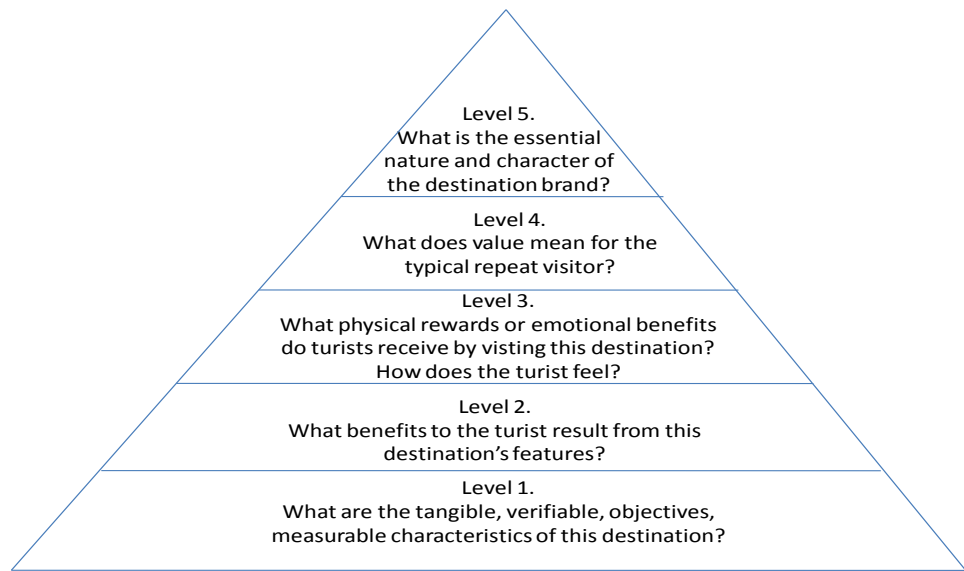 Level 5.
What is the essential
nature and character of
the destination brand?
Level 4.
What does value mean for the
typical repeat visitor?
Level 3.
What physical rewards or emotional benefits
do turists receive by visting this destination?
How does the turist feel?
Level 2.
What benefits to the turist result from this
destination’s features?
Level 1.
What are the tangible, verifiable, objectives,
measurable characteristics of this destination?